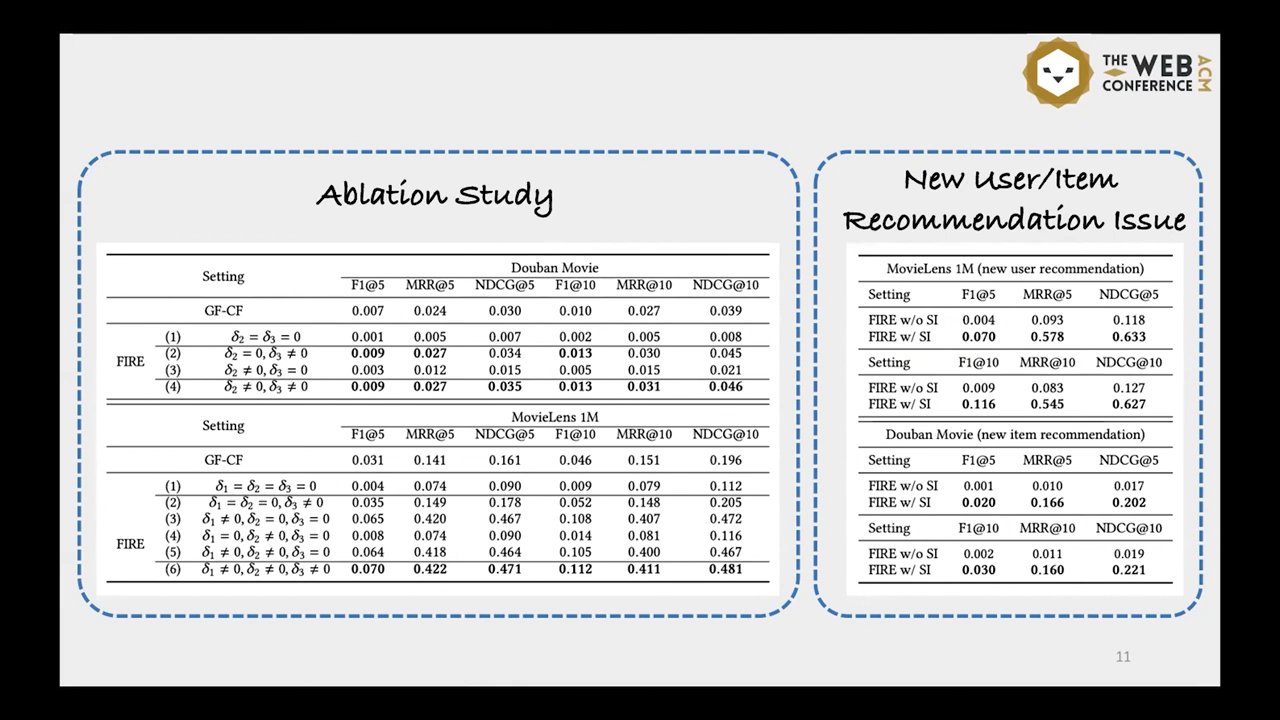 THE WEB CONFERENCE ACM
Ablation Study
Setting Douban Movie
F1@5 MRR@5 NDCG@5 F1@10 MRR@10 NDCG@10
GF-CF 0.007 0.024 0.030 0.010 0.027 0.039
FIRE
(1) δ₂ = δ₃ = 0 0.001 0.005 0.007 0.002 0.005 0.008
(2) δ₂ = 0, δ₃ ≠ 0 0.009 0.027 0.034 0.013 0.030 0.045
(3) δ₂ ≠ 0, δ₃ = 0 0.003 0.012 0.015 0.005 0.015 0.021
(4) δ₂ ≠ 0, δ₃ ≠ 0 0.009 0.027 0.035 0.013 0.031 0.046
Setting MovieLens 1M
F1@5 MRR@5 NDCG@5 F1@10 MRR@10 NDCG@10
GF-CF 0.031 0.141 0.161 0.046 0.151 0.196
FIRE
(1) δ₁ = δ₂ = δ₃ = 0 0.004 0.074 0.090 0.009 0.079 0.112
(2) δ₁ = δ₂ = 0, δ₃ ≠ 0 0.035 0.149 0.178 0.052 0.148 0.205
(3) δ₁ ≠ 0, δ₂ = 0, δ₃ = 0 0.065 0.420 0.467 0.108 0.407 0.472
(4) δ₁ = 0, δ₂ ≠ 0, δ₃ = 0 0.008 0.074 0.090 0.014 0.081 0.116
(5) δ₁ ≠ 0, δ₂ ≠ 0, δ₃ = 0 0.064 0.418 0.464 0.105 0.400 0.467
(6) δ₁ ≠ 0, δ₂ ≠ 0, δ₃ ≠ 0 0.070 0.422 0.471 0.112 0.411 0.481
New User/Item
Recommendation Issue
MovieLens 1M (new user recommendation)
Setting F1@5 MRR@5 NDCG@5
FIRE w/o SI 0.004 0.093 0.118
FIRE w/ SI 0.070 0.578 0.633
Setting F1@10 MRR@10 NDCG@10
FIRE w/o SI 0.009 0.083 0.127
FIRE w/ SI 0.116 0.545 0.627
Douban Movie (new item recommendation)
Setting F1@5 MRR@5 NDCG@5
FIRE w/o SI 0.001 0.010 0.017
FIRE w/ SI 0.020 0.166 0.202
Setting F1@10 MRR@10 NDCG@10
FIRE w/o SI 0.002 0.011 0.019
FIRE w/ SI 0.030 0.160 0.221
11